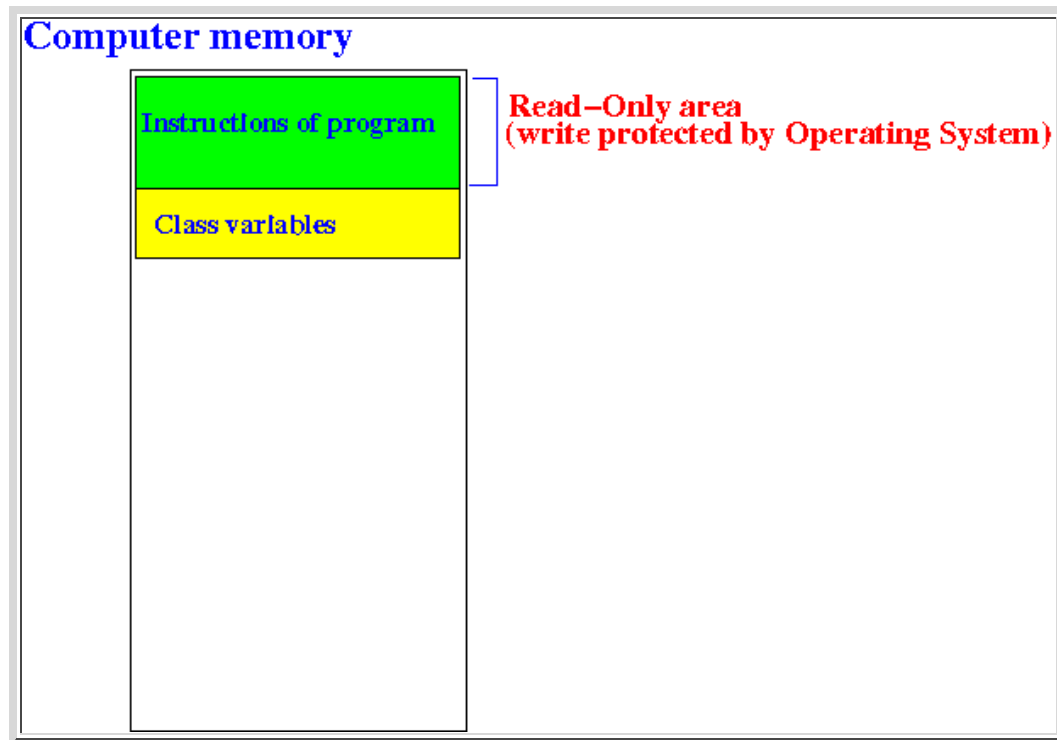 Computer memory
Instructions of program
Read-Only area
(write protected by Operating System)
Class variables